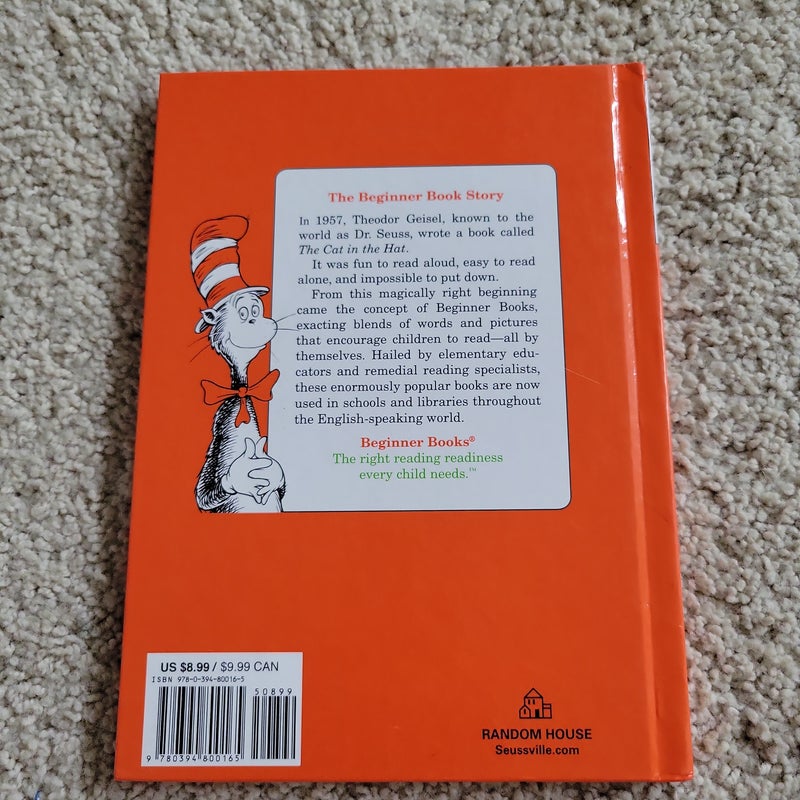 The Beginner Book Story
In 1957, Theodor Geisel, known to the
world as Dr. Seuss, wrote a book called
The Cat in the Hat.
It was fun to read aloud, easy to read
alone, and impossible to put down.
From this magically right beginning
came the concept of Beginner Books,
exacting blends of words and pictures
that encourage children to read—all by
themselves. Hailed by elementary edu-
cators and remedial reading specialists,
these enormously popular books are now
used in schools and libraries throughout
the English-speaking world.
Beginner Books®
The right reading readiness
every child needs.™
US $8.99 / $9.99 CAN
ISBN 978-0-394-80016-5
50899
9 780394 800165
RANDOM HOUSE
Seussville.com